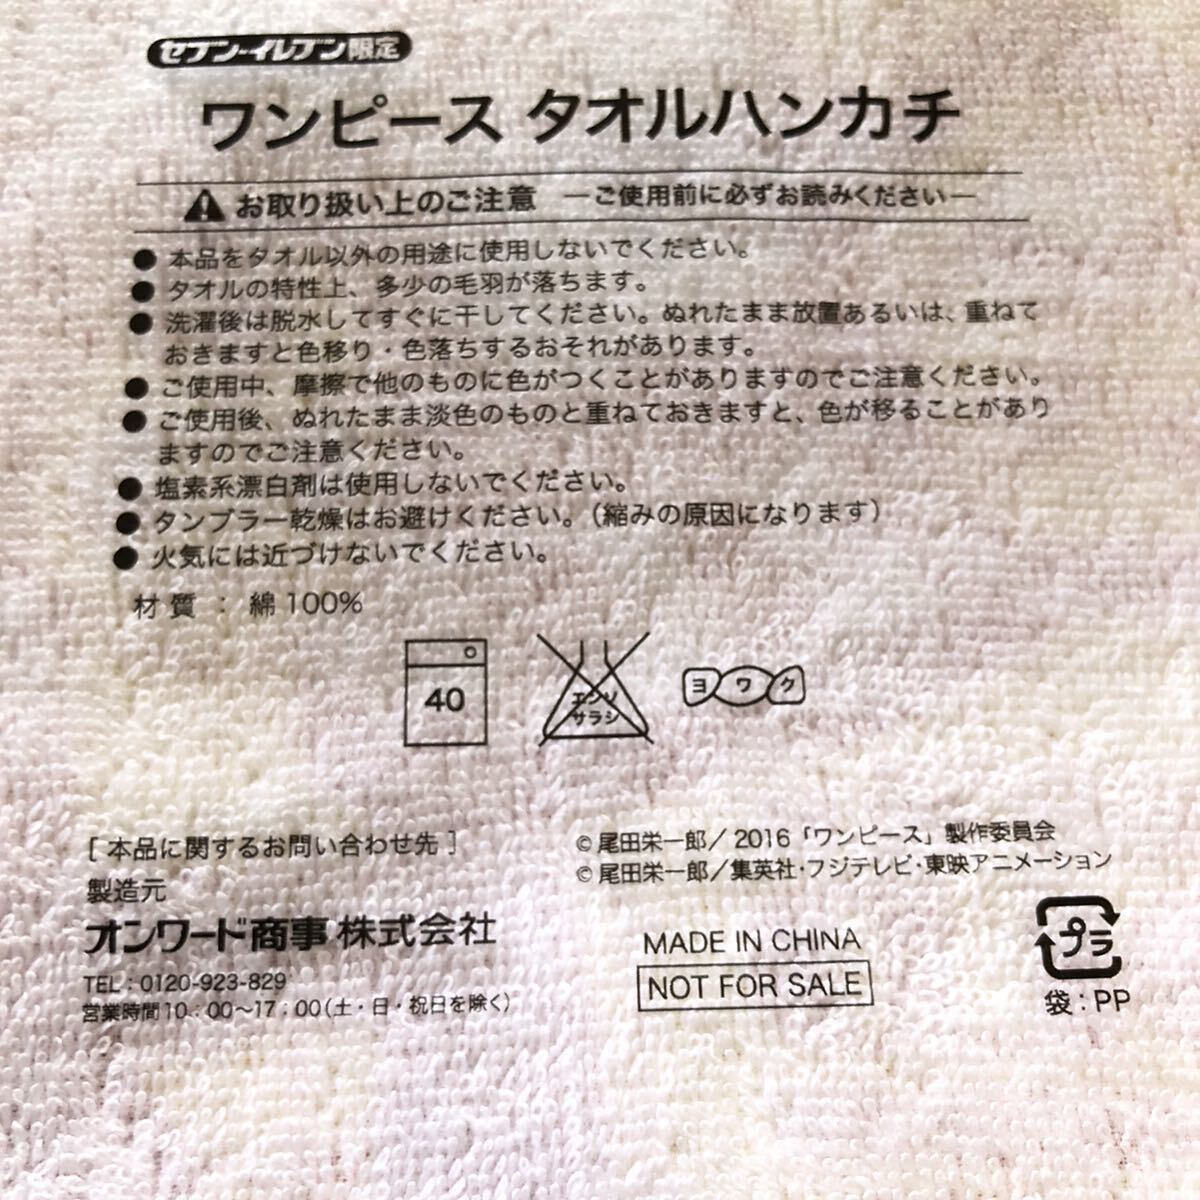 セブン-イレブン限定
ワンピース タオルハンカチ
お取り扱い上のご注意 ―ご使用前に必ずお読みください―
● 本品をタオル以外の用途に使用しないでください。
● タオルの特性上、多少の毛羽が落ちます。
● 洗濯後は脱水してすぐに干してください。ぬれたまま放置あるいは、重ねて
おきますと色移り・色落ちするおそれがあります。
● ご使用中、摩擦で他のものに色がつくことがありますのでご注意ください。
● ご使用後、ぬれたまま淡色のものと重ねておきますと、色が移ることがあり
ますのでご注意ください。
● 塩素系漂白剤は使用しないでください。
● タンブラー乾燥はお避けください。(縮みの原因になります)
● 火気には近づけないでください。
材質 : 綿100%
40
エンソ
サラシ
ヨワク
[ 本品に関するお問い合わせ先 ]
製造元
オンワード商事株式会社
TEL : 0120-923-829
営業時間10:00～17:00(土・日・祝日を除く)
© 尾田栄一郎/ 2016「ワンピース」製作委員会
© 尾田栄一郎/集英社・フジテレビ・東映アニメーション
MADE IN CHINA
NOT FOR SALE
プラ
袋:PP